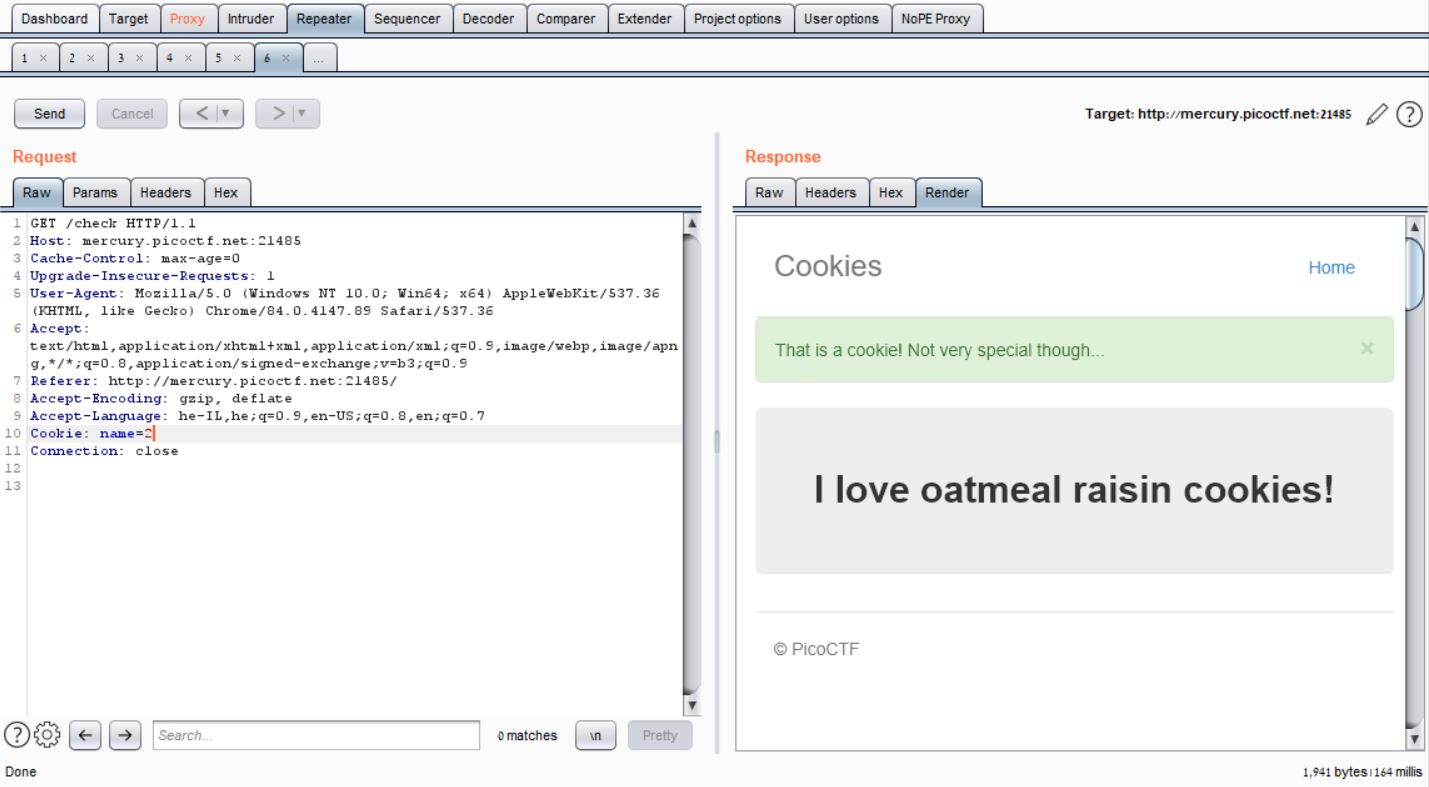 Dashboard Target Proxy Intruder Repeater Sequencer Decoder Comparer Extender Project options User options NoPE Proxy
1 × 2 × 3 × 4 × 5 × 6 × ...
Send Cancel < > Target: http://mercury.picoctf.net:21485 ?
Request
Raw Params Headers Hex
1 GET /check HTTP/1.1
2 Host: mercury.picoctf.net:21485
3 Cache-Control: max-age=0
4 Upgrade-Insecure-Requests: 1
5 User-Agent: Mozilla/5.0 (Windows NT 10.0; Win64; x64) AppleWebKit/537.36
(KHTML, like Gecko) Chrome/84.0.4147.89 Safari/537.36
6 Accept:
text/html,application/xhtml+xml,application/xml;q=0.9,image/webp,image/apn
g,*/*;q=0.8,application/signed-exchange;v=b3;q=0.9
7 Referer: http://mercury.picoctf.net:21485/
8 Accept-Encoding: gzip, deflate
9 Accept-Language: he-IL,he;q=0.9,en-US;q=0.8,en;q=0.7
10 Cookie: name=2
11 Connection: close
12
13
? Search... 0 matches \n Pretty
Response
Raw Headers Hex Render
Cookies Home
That is a cookie! Not very special though... ×
I love oatmeal raisin cookies!
© PicoCTF
Done 1,941 bytes | 164 millis